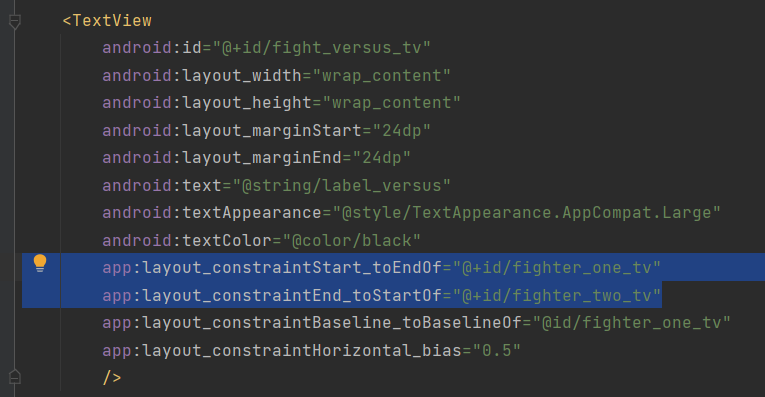 <TextView
android:id="@+id/fight_versus_tv"
android:layout_width="wrap_content"
android:layout_height="wrap_content"
android:layout_marginStart="24dp"
android:layout_marginEnd="24dp"
android:text="@string/label_versus"
android:textAppearance="@style/TextAppearance.AppCompat.Large"
android:textColor="@color/black"
app:layout_constraintStart_toEndOf="@+id/fighter_one_tv"
app:layout_constraintEnd_toStartOf="@+id/fighter_two_tv"
app:layout_constraintBaseline_toBaselineOf="@id/fighter_one_tv"
app:layout_constraintHorizontal_bias="0.5"
/>